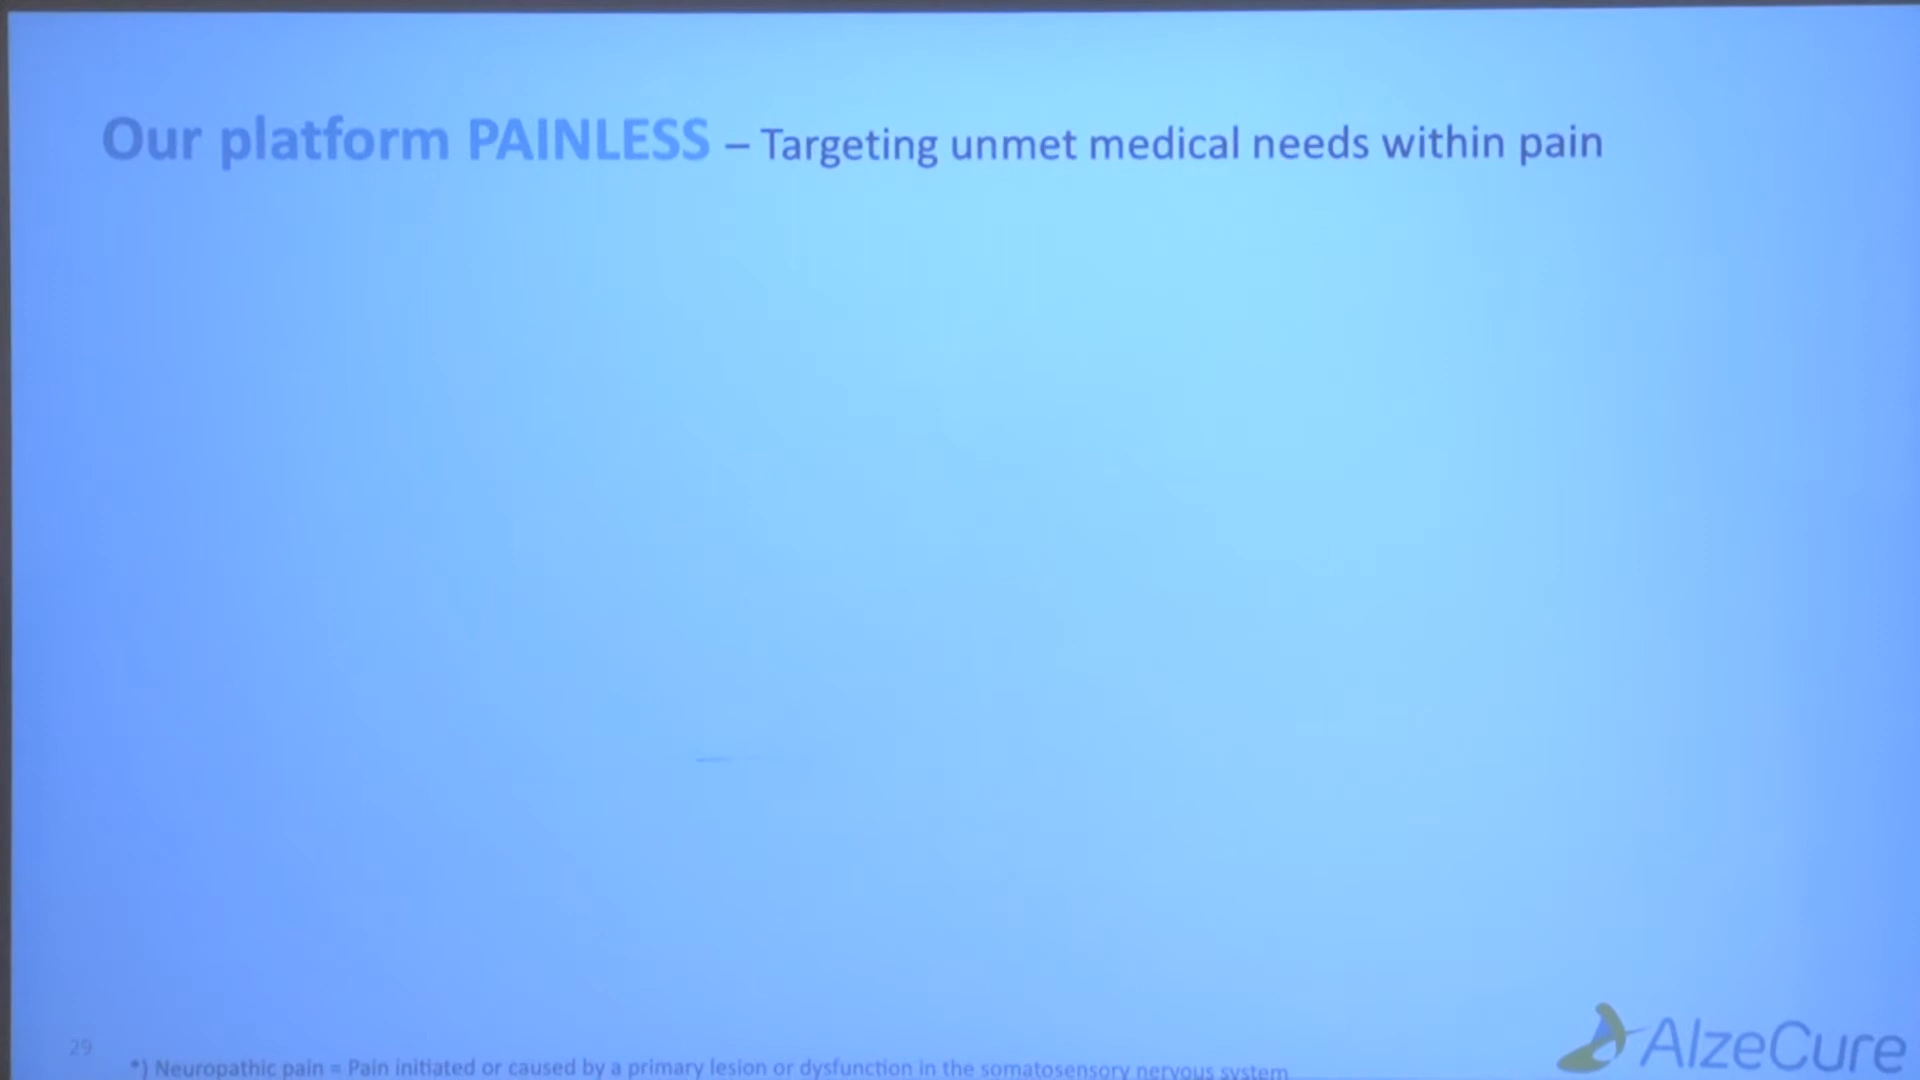 Our platform PAINLESS – Targeting unmet medical needs within pain
29
*) Neuropathic pain = Pain initiated or caused by a primary lesion or dysfunction in the somatosensory nervous system
AlzeCure